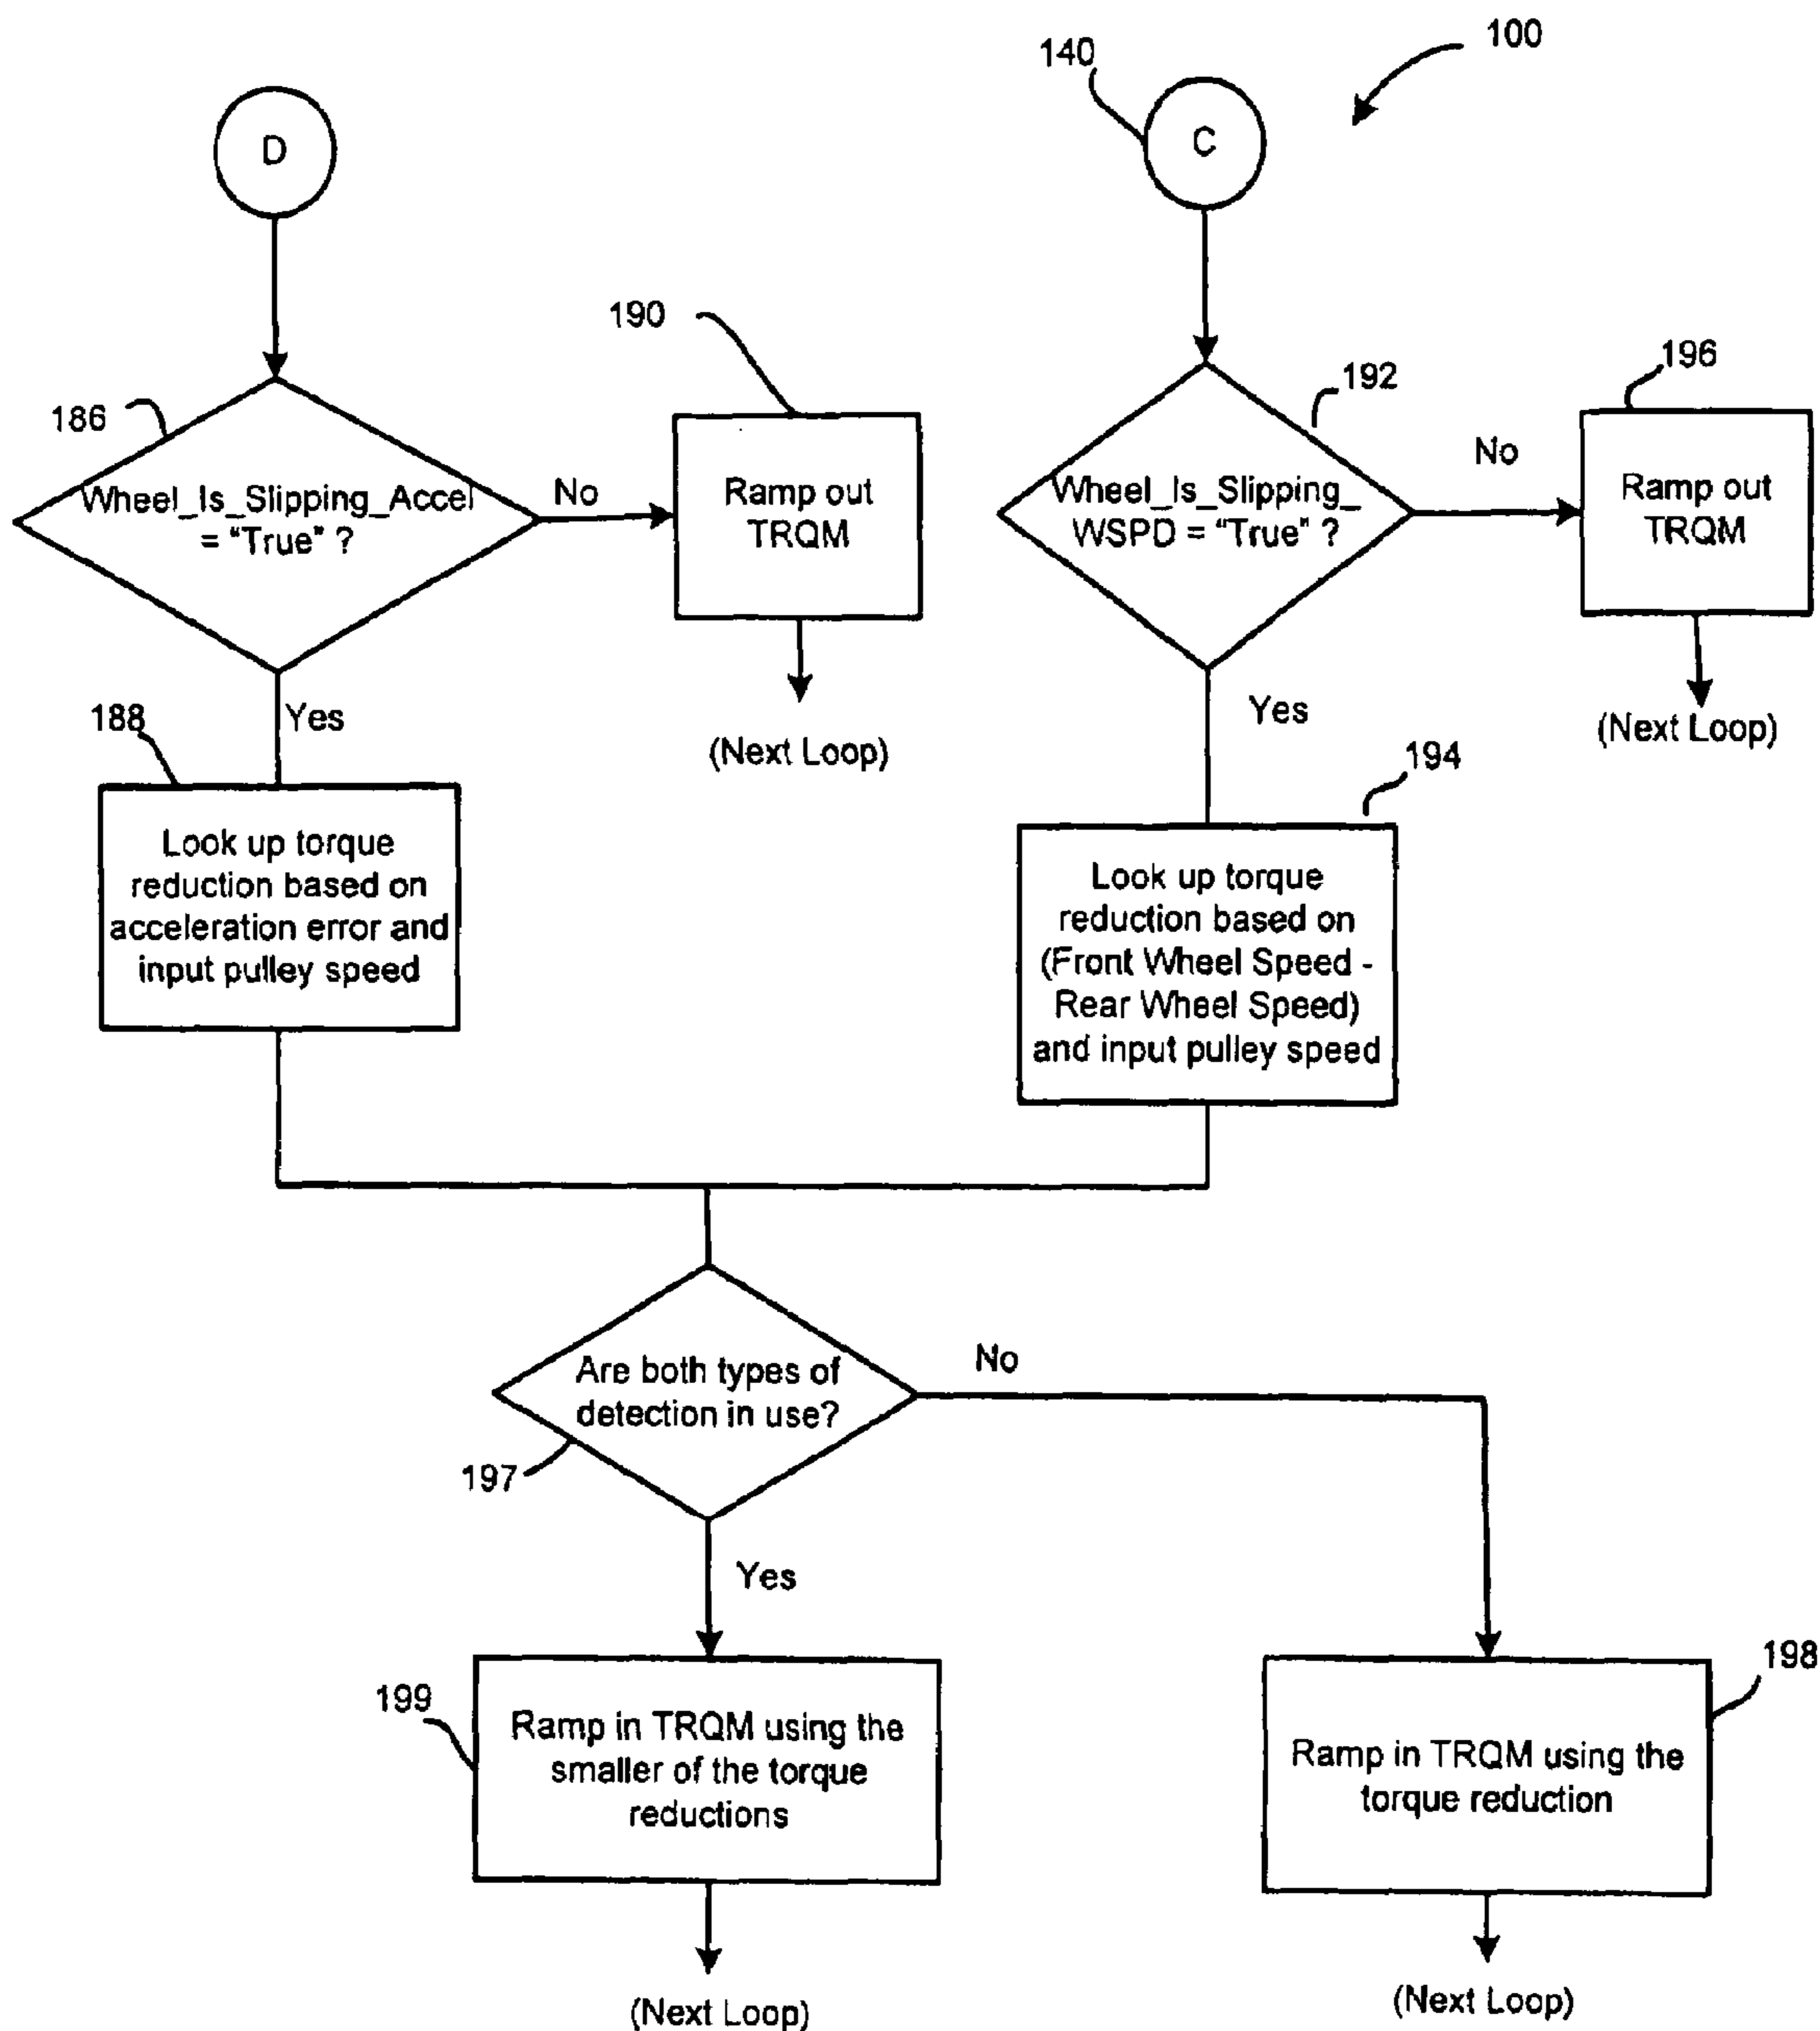 100
140
D
C
190
196
186
192
Wheel_Is_Slipping_Accel
= “True” ?
No
Ramp out
TRQM
Wheel_Is_Slipping_
WSPD = “True” ?
No
Ramp out
TRQM
188
Yes
(Next Loop)
Yes
(Next Loop)
194
Look up torque
reduction based on
acceleration error and
input pulley speed
Look up torque
reduction based on
(Front Wheel Speed -
Rear Wheel Speed)
and input pulley speed
Are both types of
detection in use?
No
197
Yes
199
198
Ramp in TRQM using the
smaller of the torque
reductions
Ramp in TRQM using the
torque reduction
(Next Loop)
(Next Loop)